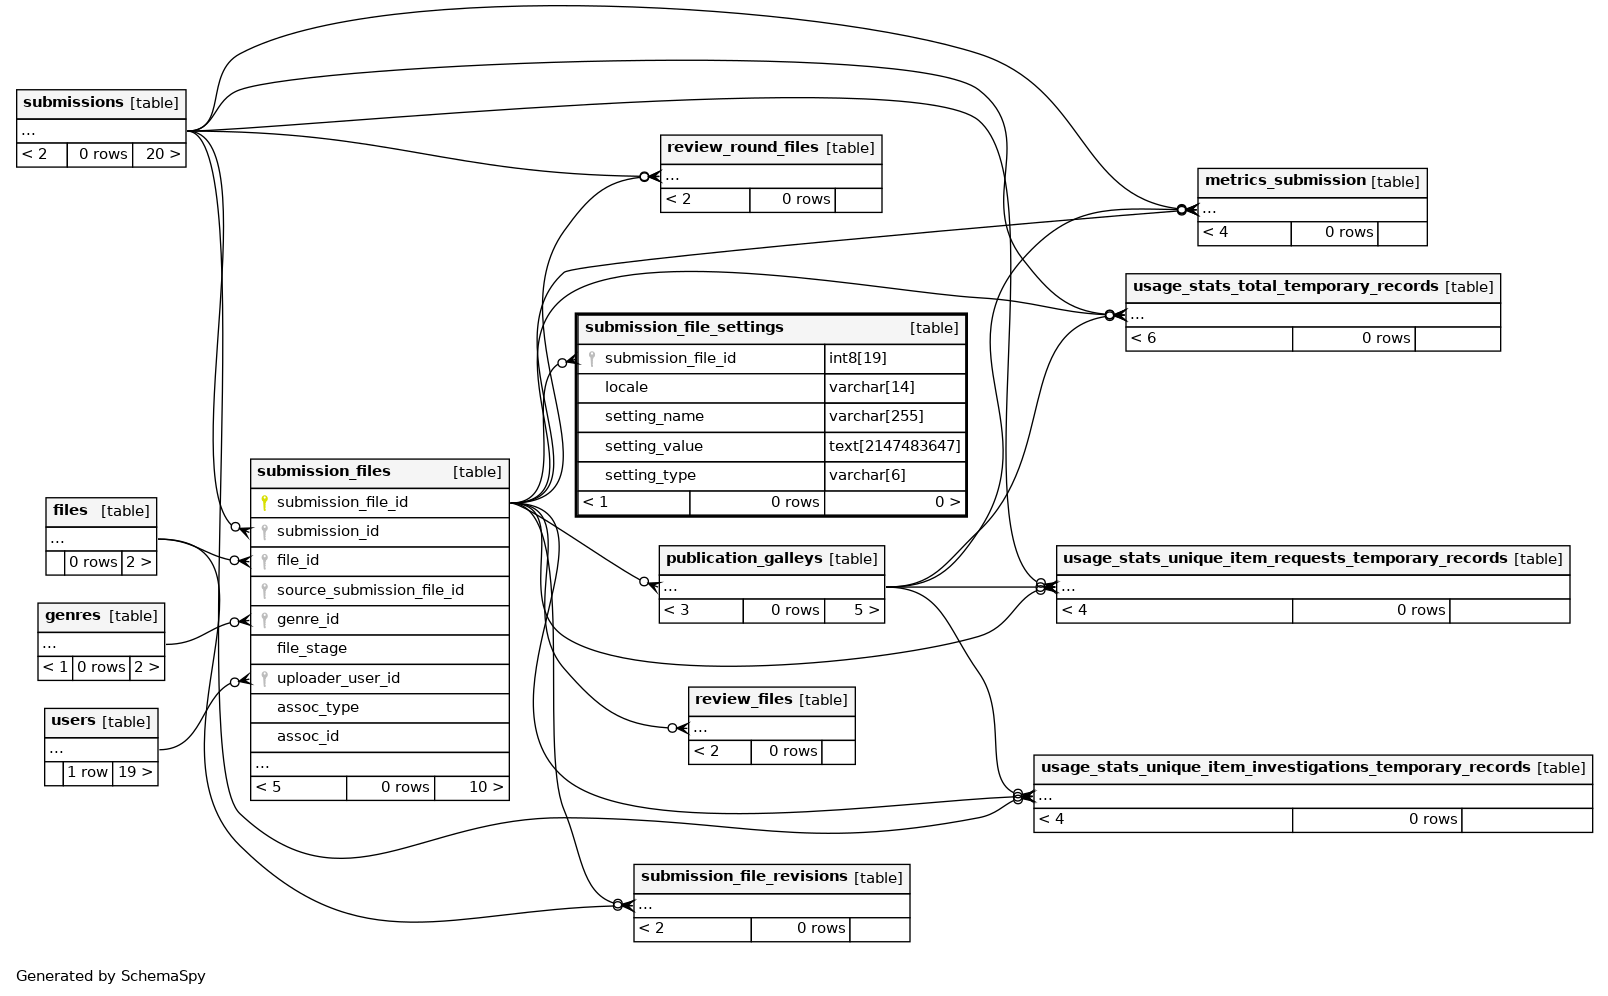 submissions [table]
...
< 2 0 rows 20 >
review_round_files [table]
...
< 2 0 rows
metrics_submission [table]
...
< 4 0 rows
usage_stats_total_temporary_records [table]
...
< 6 0 rows
submission_file_settings [table]
submission_file_id int8[19]
locale varchar[14]
setting_name varchar[255]
setting_value text[2147483647]
setting_type varchar[6]
< 1 0 rows 0 >
submission_files [table]
submission_file_id
submission_id
file_id
source_submission_file_id
genre_id
file_stage
uploader_user_id
assoc_type
assoc_id
...
< 5 0 rows 10 >
files [table]
...
0 rows 2 >
genres [table]
...
< 1 0 rows 2 >
users [table]
...
1 row 19 >
publication_galleys [table]
...
< 3 0 rows 5 >
usage_stats_unique_item_requests_temporary_records [table]
...
< 4 0 rows
review_files [table]
...
< 2 0 rows
usage_stats_unique_item_investigations_temporary_records [table]
...
< 4 0 rows
submission_file_revisions [table]
...
< 2 0 rows
Generated by SchemaSpy